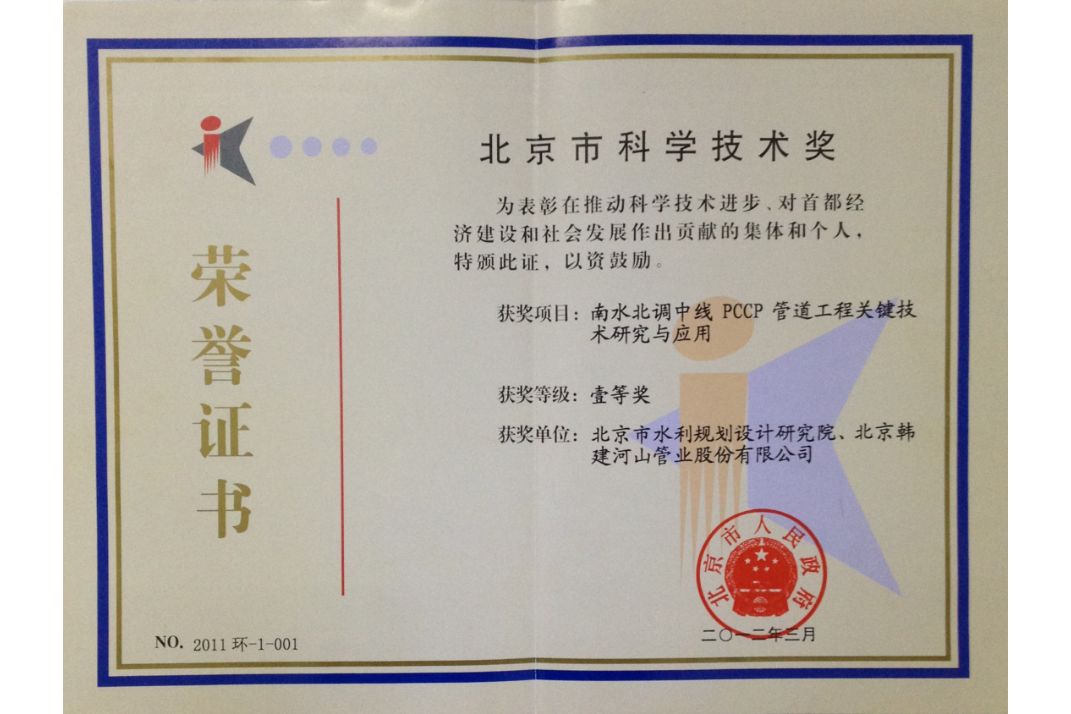 荣誉证书
北京市科学技术奖
为表彰在推动科学技术进步、对首都经
济建设和社会发展作出贡献的集体和个人，
特颁此证，以资鼓励。
获奖项目：南水北调中线 PCCP 管道工程关键技
术研究与应用
获奖等级：壹等奖
获奖单位：北京市水利规划设计研究院、北京韩
建河山管业股份有限公司
北京市人民政府
二〇一二年三月
NO. 2011 环-1-001